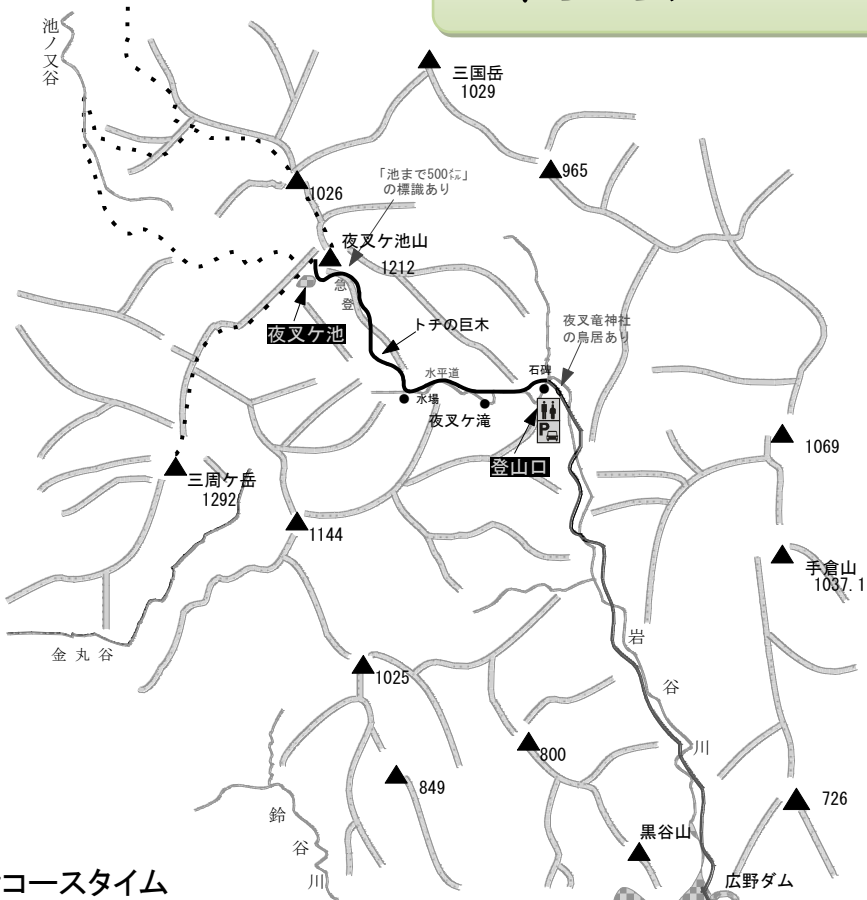 池ノ又谷
三国岳
1029
965
「池まで500㍍」
の標識あり
1026
夜叉ケ池山
1212
急登
夜叉ケ池
トチの巨木
夜叉竜神社
の鳥居あり
水平道
石碑
水場
夜叉ケ滝
P
登山口
1069
三周ケ岳
1292
1144
手倉山
1037.1
金丸谷
岩谷川
1025
800
849
726
鈴谷川
黒谷山
広野ダム
コースタイム